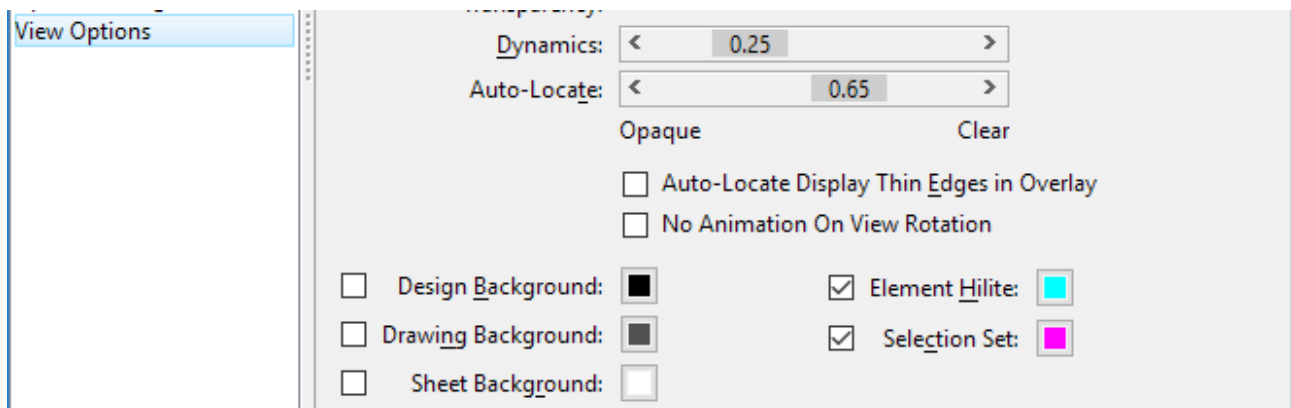 View Options
Transparency:
Dynamics: < 0.25 >
Auto-Locate: < 0.65 >
Opaque Clear
Auto-Locate Display Thin Edges in Overlay
No Animation On View Rotation
Design Background: Element Hilite:
Drawing Background: Selection Set:
Sheet Background: